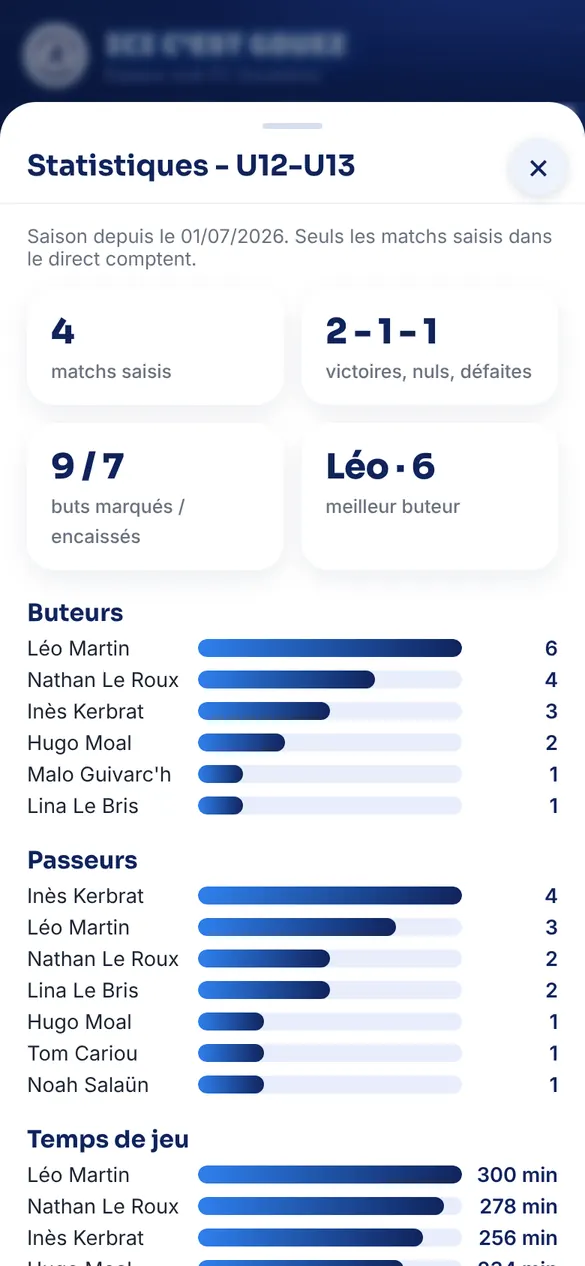 ICI C'EST GOUEZ
Statistiques – U12-U13
Saison depuis le 01/07/2026. Seuls les matchs saisis dans
le direct comptent.
4
matchs saisis
2 – 1 – 1
victoires, nuls, défaites
9 / 7
buts marqués /
encaissés
Léo · 6
meilleur buteur
Buteurs
Léo Martin 6
Nathan Le Roux 4
Inès Kerbrat 3
Hugo Moal 2
Malo Guivarc'h 1
Lina Le Bris 1
Passeurs
Inès Kerbrat 4
Léo Martin 3
Nathan Le Roux 2
Lina Le Bris 2
Hugo Moal 1
Tom Cariou 1
Noah Salaün 1
Temps de jeu
Léo Martin 300 min
Nathan Le Roux 278 min
Inès Kerbrat 256 min